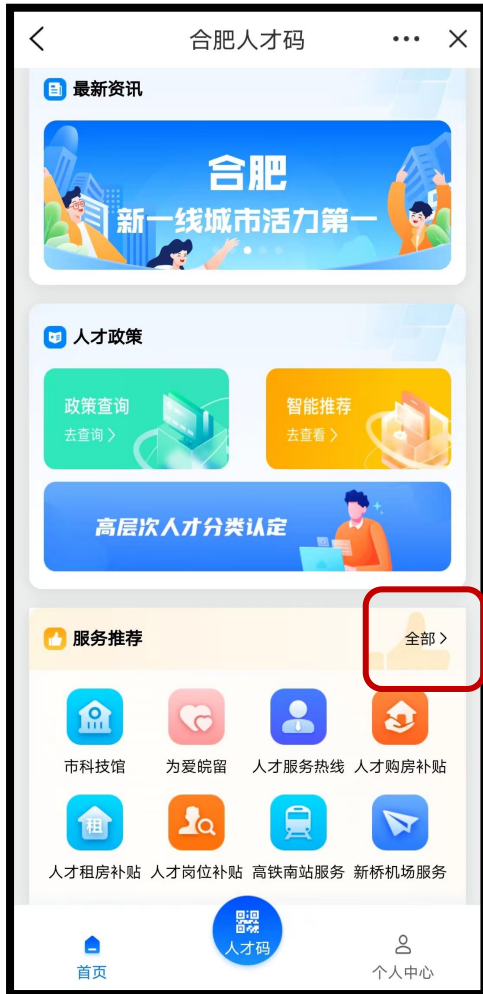 合肥人才码
最新资讯
合肥
新一线城市活力第一
人才政策
政策查询
去查询 >
智能推荐
去查看 >
高层次人才分类认定
服务推荐
全部 >
市科技馆
为爱皖留
人才服务热线
人才购房补贴
租
人才租房补贴
人才岗位补贴
高铁南站服务
新桥机场服务
人才码
首页
个人中心